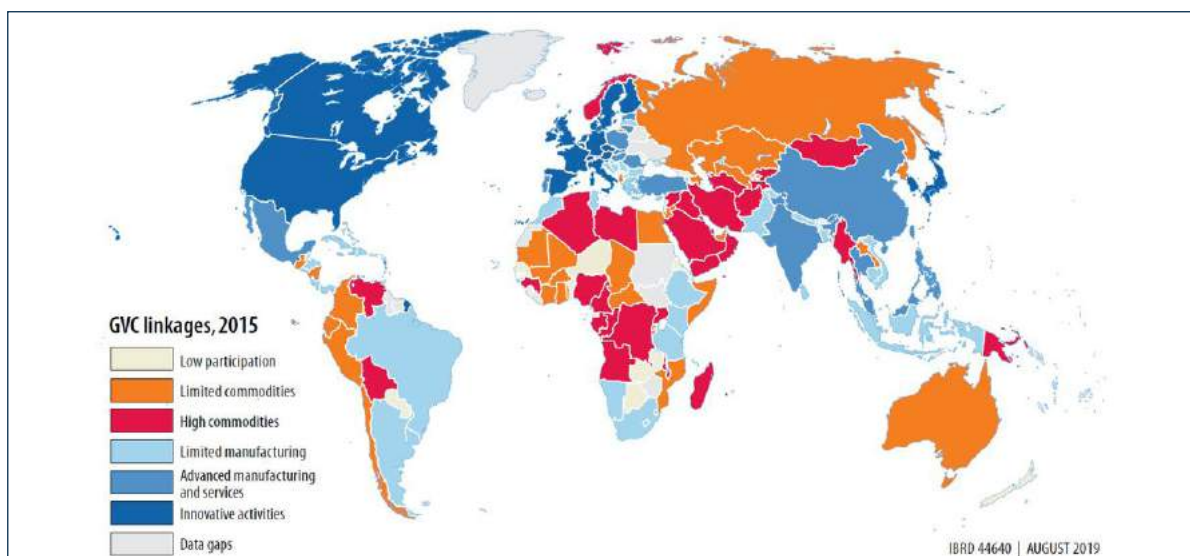 GVC linkages, 2015
Low participation
Limited commodities
High commodities
Limited manufacturing
Advanced manufacturing
and services
Innovative activities
Data gaps
IBRD 44640 | AUGUST 2019